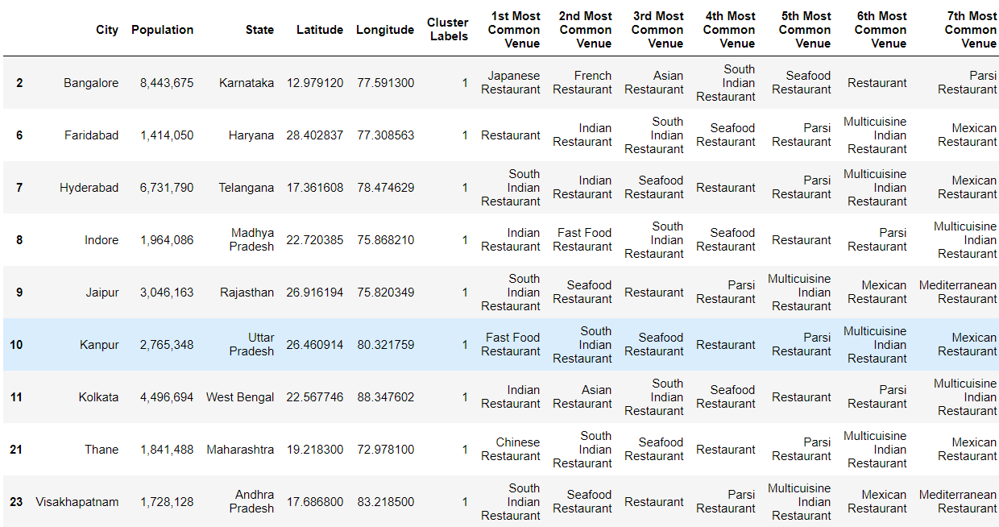 City Population State Latitude Longitude Cluster Labels 1st Most Common Venue 2nd Most Common Venue 3rd Most Common Venue 4th Most Common Venue 5th Most Common Venue 6th Most Common Venue 7th Most Common Venue
2 Bangalore 8,443,675 Karnataka 12.979120 77.591300 1 Japanese Restaurant French Restaurant Asian Restaurant South Indian Restaurant Seafood Restaurant Restaurant Parsi Restaurant
6 Faridabad 1,414,050 Haryana 28.402837 77.308563 1 Restaurant Indian Restaurant South Indian Restaurant Seafood Restaurant Parsi Restaurant Multicuisine Indian Restaurant Mexican Restaurant
7 Hyderabad 6,731,790 Telangana 17.361608 78.474629 1 South Indian Restaurant Indian Restaurant Seafood Restaurant Restaurant Parsi Restaurant Multicuisine Indian Restaurant Mexican Restaurant
8 Indore 1,964,086 Madhya Pradesh 22.720385 75.868210 1 Indian Restaurant Fast Food Restaurant South Indian Restaurant Seafood Restaurant Restaurant Parsi Restaurant Multicuisine Indian Restaurant
9 Jaipur 3,046,163 Rajasthan 26.916194 75.820349 1 South Indian Restaurant Seafood Restaurant Restaurant Parsi Restaurant Multicuisine Indian Restaurant Mexican Restaurant Mediterranean Restaurant
10 Kanpur 2,765,348 Uttar Pradesh 26.460914 80.321759 1 Fast Food Restaurant South Indian Restaurant Seafood Restaurant Restaurant Parsi Restaurant Multicuisine Indian Restaurant Mexican Restaurant
11 Kolkata 4,496,694 West Bengal 22.567746 88.347602 1 Indian Restaurant Asian Restaurant South Indian Restaurant Seafood Restaurant Restaurant Parsi Restaurant Multicuisine Indian Restaurant
21 Thane 1,841,488 Maharashtra 19.218300 72.978100 1 Chinese Restaurant South Indian Restaurant Seafood Restaurant Restaurant Parsi Restaurant Multicuisine Indian Restaurant Mexican Restaurant
23 Visakhapatnam 1,728,128 Andhra Pradesh 17.686800 83.218500 1 South Indian Restaurant Seafood Restaurant Restaurant Parsi Restaurant Multicuisine Indian Restaurant Mexican Restaurant Mediterranean Restaurant